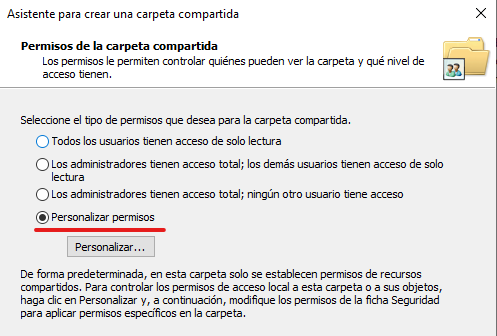 Asistente para crear una carpeta compartida
Permisos de la carpeta compartida
Los permisos le permiten controlar quiénes pueden ver la carpeta y qué nivel de
acceso tienen.
Seleccione el tipo de permisos que desea para la carpeta compartida.
Todos los usuarios tienen acceso de solo lectura
Los administradores tienen acceso total; los demás usuarios tienen acceso de solo
lectura
Los administradores tienen acceso total; ningún otro usuario tiene acceso
Personalizar permisos
Personalizar...
De forma predeterminada, en esta carpeta solo se establecen permisos de recursos
compartidos. Para controlar los permisos de acceso local a esta carpeta o a sus objetos,
haga clic en Personalizar y, a continuación, modifique los permisos de la ficha Seguridad
para aplicar permisos específicos en la carpeta.